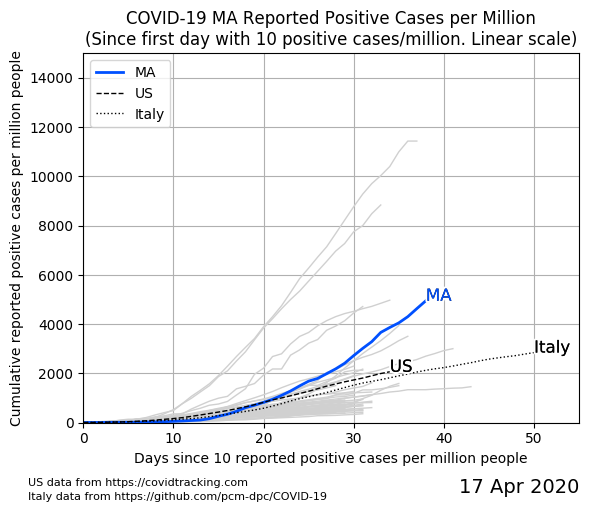 COVID-19 MA Reported Positive Cases per Million
(Since first day with 10 positive cases/million. Linear scale)
Cumulative reported positive cases per million people
14000
12000
10000
8000
6000
4000
2000
0
MA
US
Italy
MA
US
Italy
0 10 20 30 40 50
Days since 10 reported positive cases per million people
US data from https://covidtracking.com
Italy data from https://github.com/pcm-dpc/COVID-19
17 Apr 2020